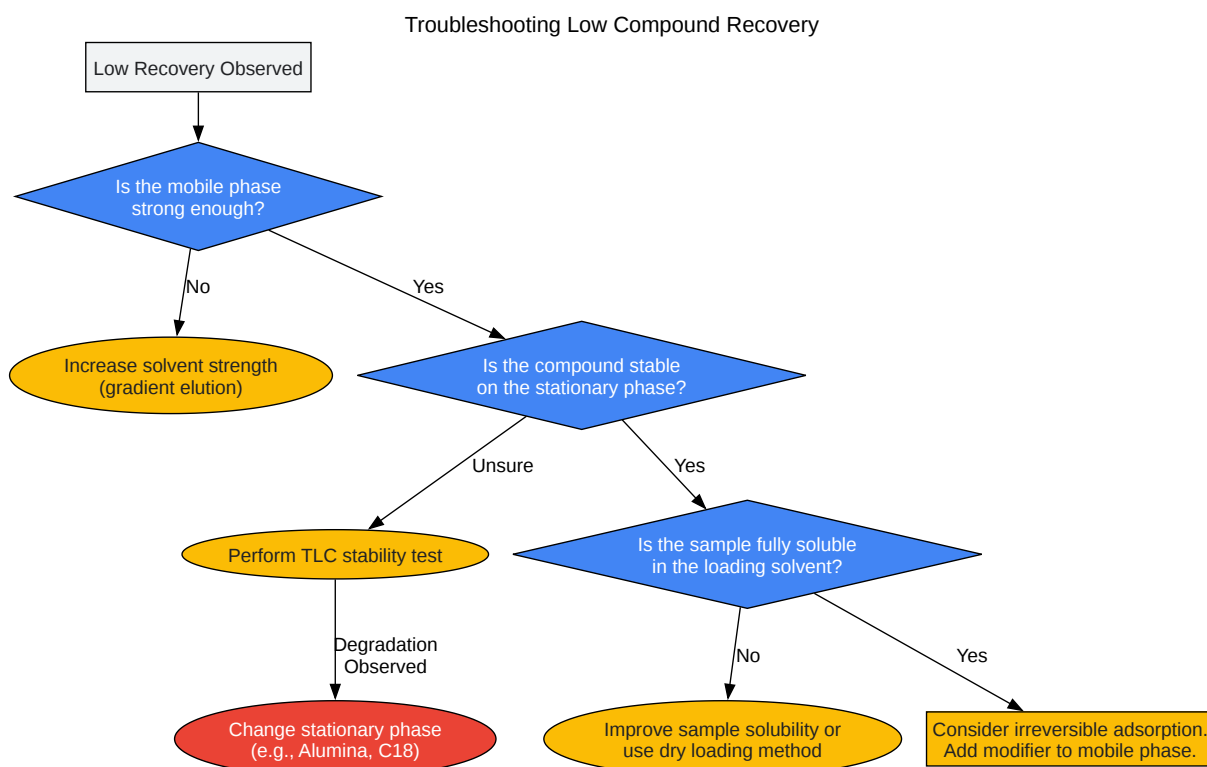 Troubleshooting Low Compound Recovery
Low Recovery Observed
Is the mobile phase
strong enough?
No
Yes
Increase solvent strength
(gradient elution)
Is the compound stable
on the stationary phase?
Unsure
Yes
Perform TLC stability test
Is the sample fully soluble
in the loading solvent?
Degradation
Observed
No
Yes
Change stationary phase
(e.g., Alumina, C18)
Improve sample solubility or
use dry loading method
Consider irreversible adsorption.
Add modifier to mobile phase.